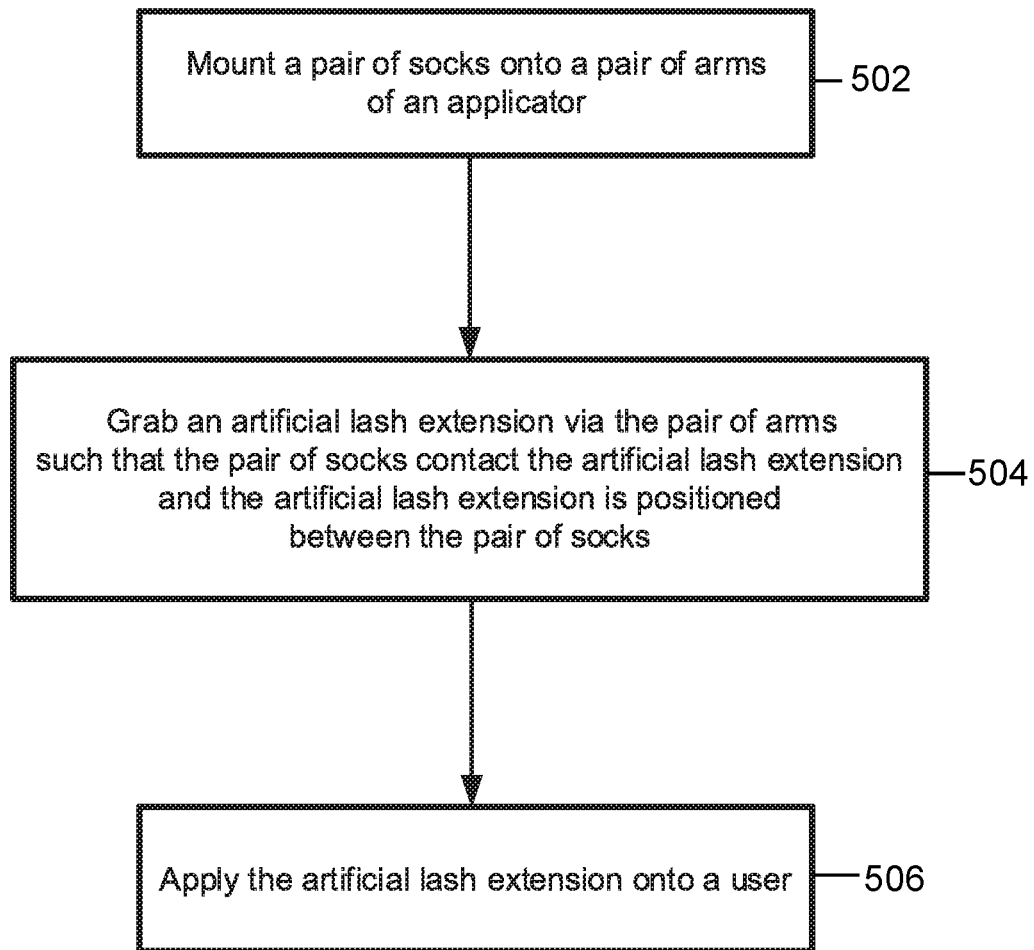 Mount a pair of socks onto a pair of arms
of an applicator
502
Grab an artificial lash extension via the pair of arms
such that the pair of socks contact the artificial lash extension
and the artificial lash extension is positioned
between the pair of socks
504
Apply the artificial lash extension onto a user
506